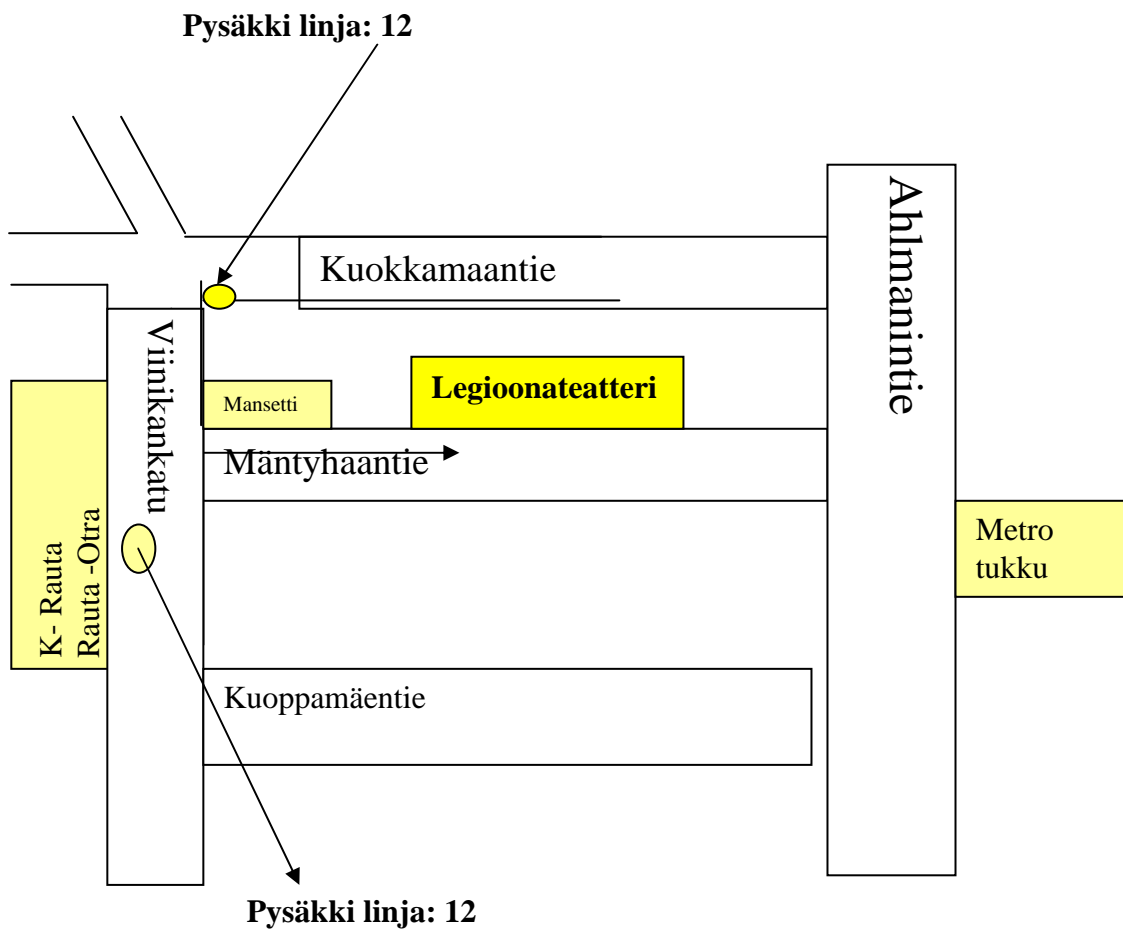 Pysäkki linja: 12
Ahlmanintie
Kuokkamaantie
Viinikankatu
Legioonateatteri
Mansetti
Mäntyhaantie
K- Rauta
Rauta -Otra
Metro
tukku
Kuoppamäentie
Pysäkki linja: 12